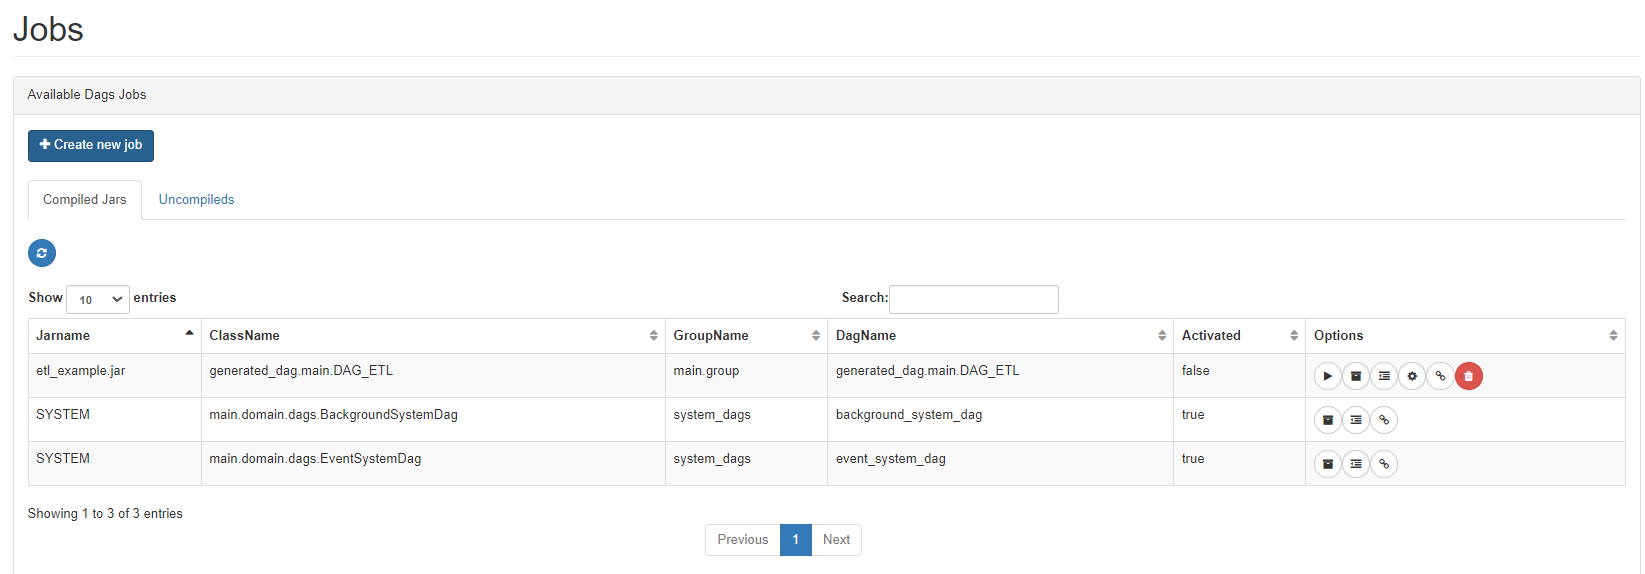 Jobs
Available Dags Jobs
Create new job
Compiled Jars Uncompileds
Show 10 entries Search:
Jarname ClassName GroupName DagName Activated Options
etl_example.jar generated_dag.main.DAG_ETL main.group generated_dag.main.DAG_ETL false
SYSTEM main.domain.dags.BackgroundSystemDag system_dags background_system_dag true
SYSTEM main.domain.dags.EventSystemDag system_dags event_system_dag true
Showing 1 to 3 of 3 entries
Previous 1 Next